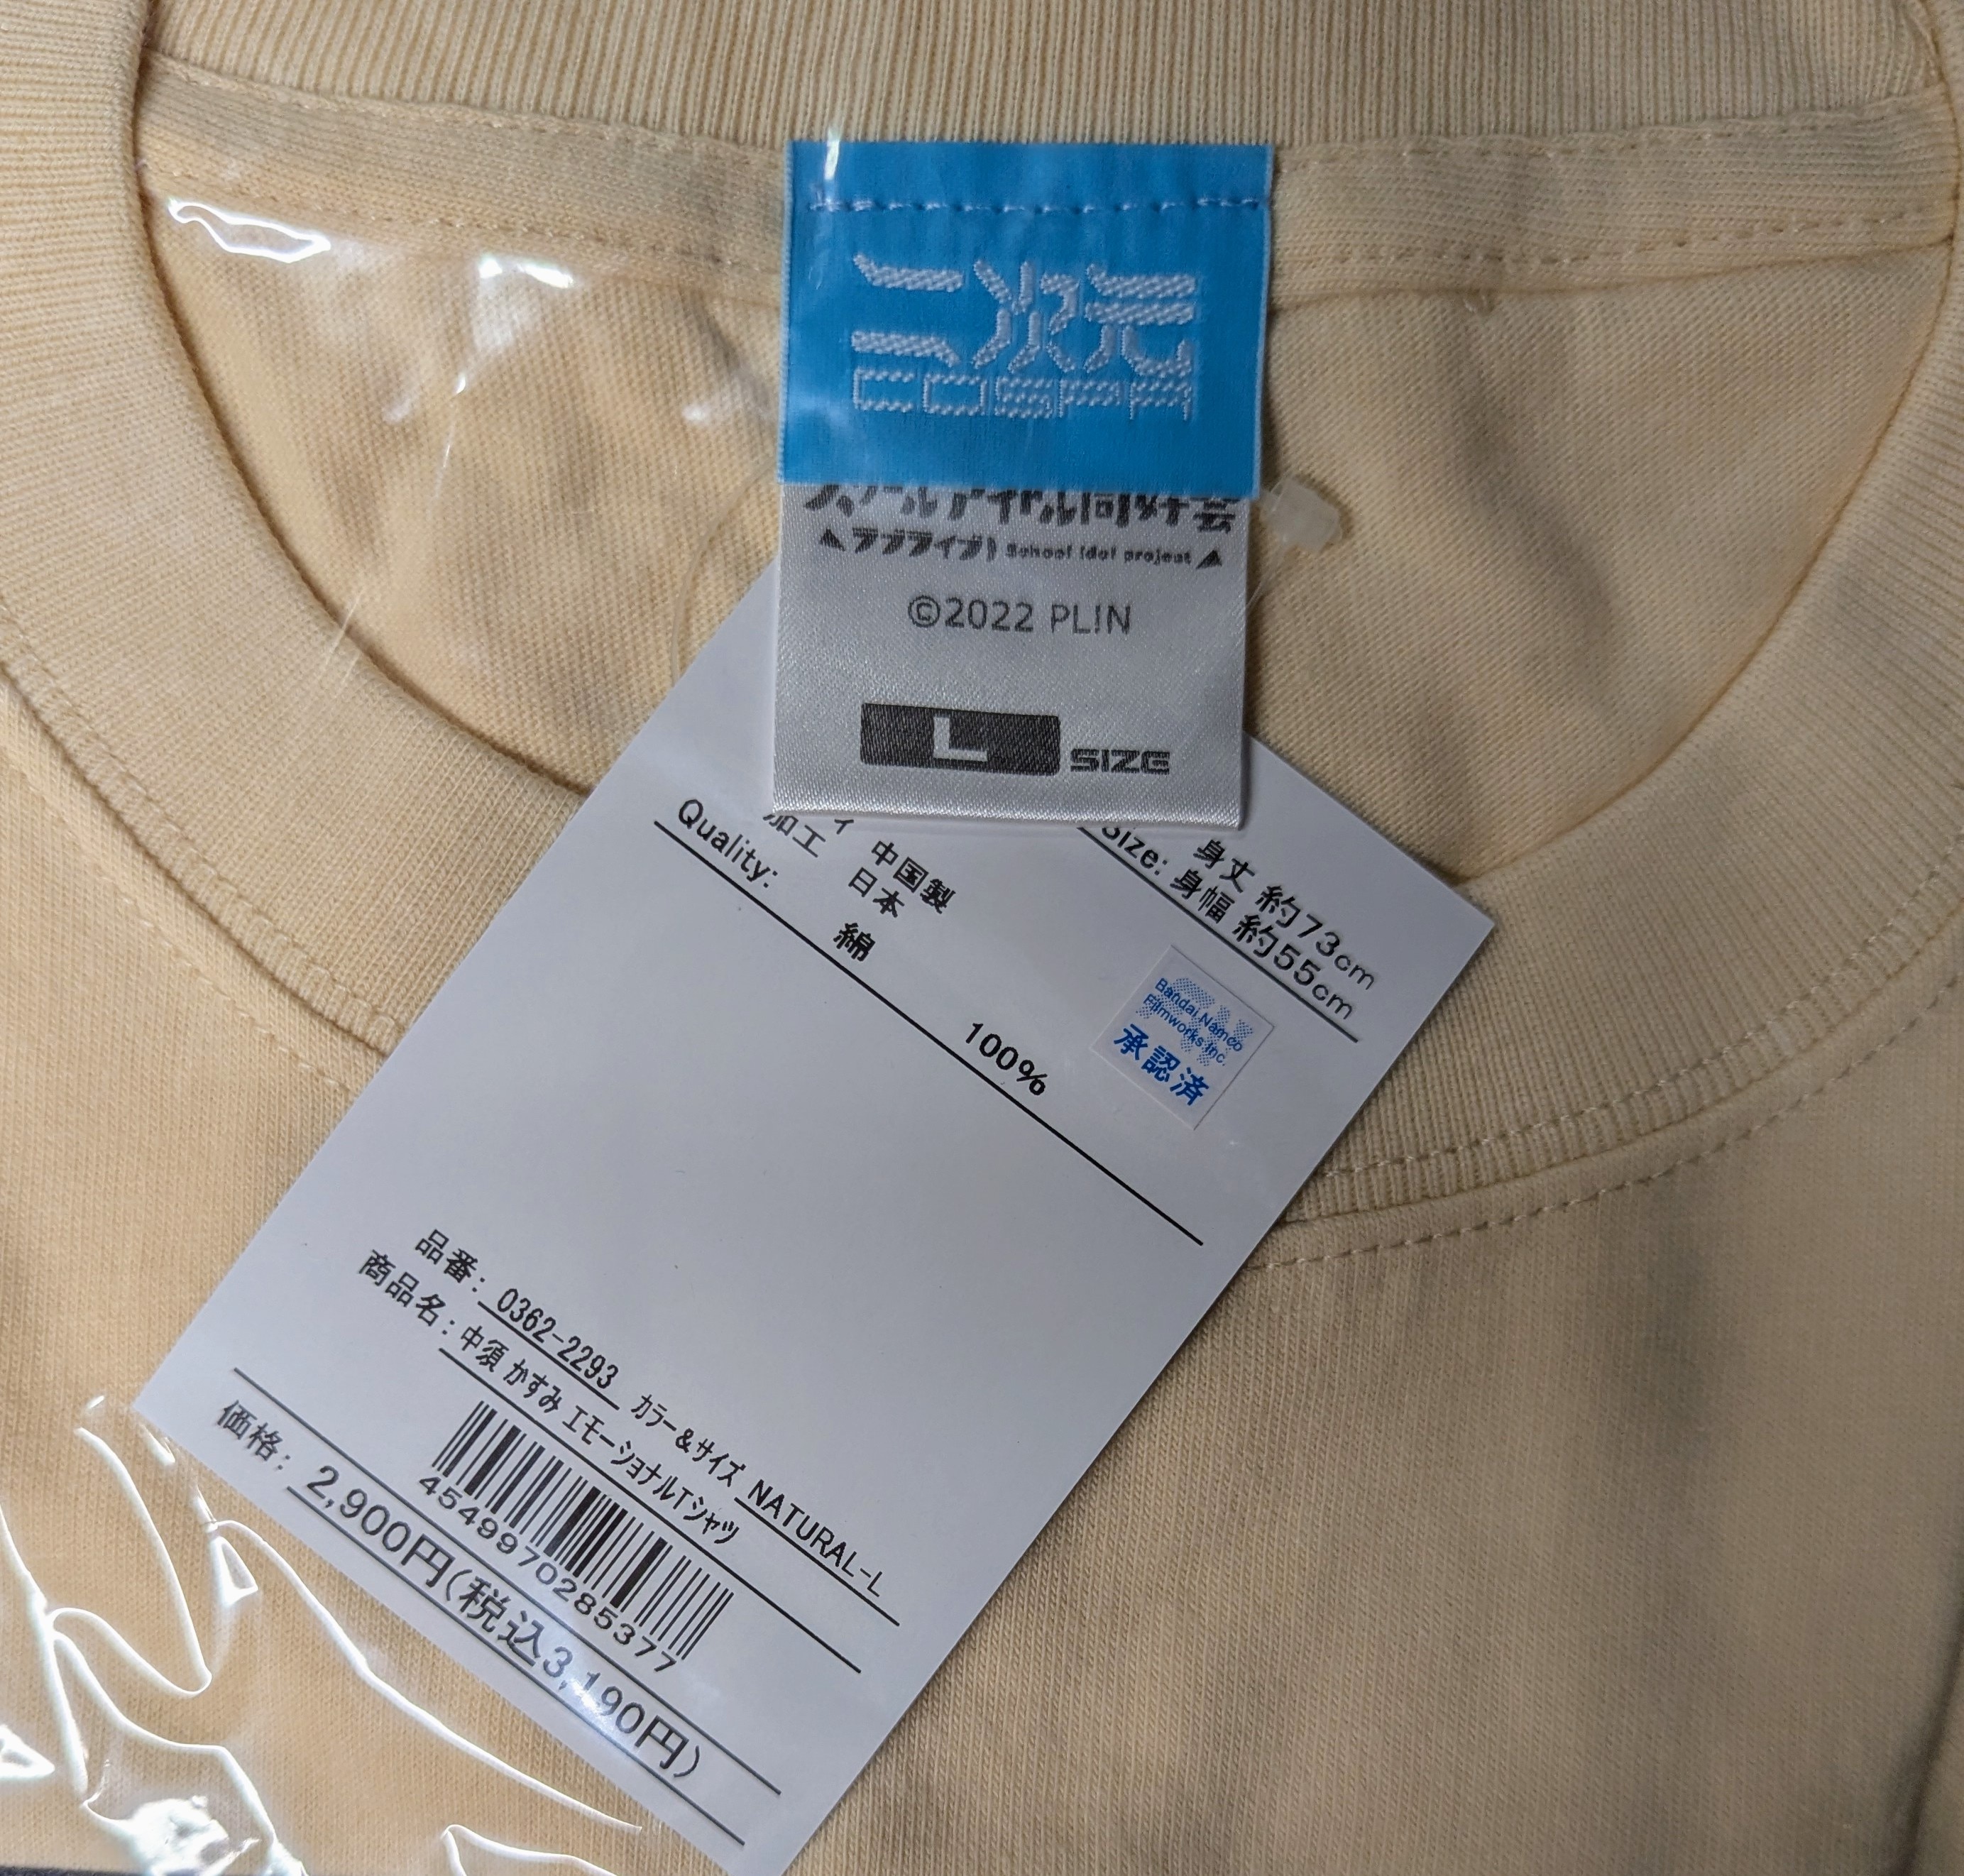 二次元
COSPA
スクールアイドル同好会
ラブライブ! School idol project
©2022 PL!N
L SIZE
身丈 約73cm
Size: 身幅 約55cm
中国製
加工 日本
Quality: 綿 100%
Bandai Namco
Filmworks Inc.
承認済
品番: 0362-2293 カラー&サイズ NATURAL-L
商品名: 中須 かすみ エモーショナルTシャツ
4549970285377
価格: 2,900円(税込3,190円)